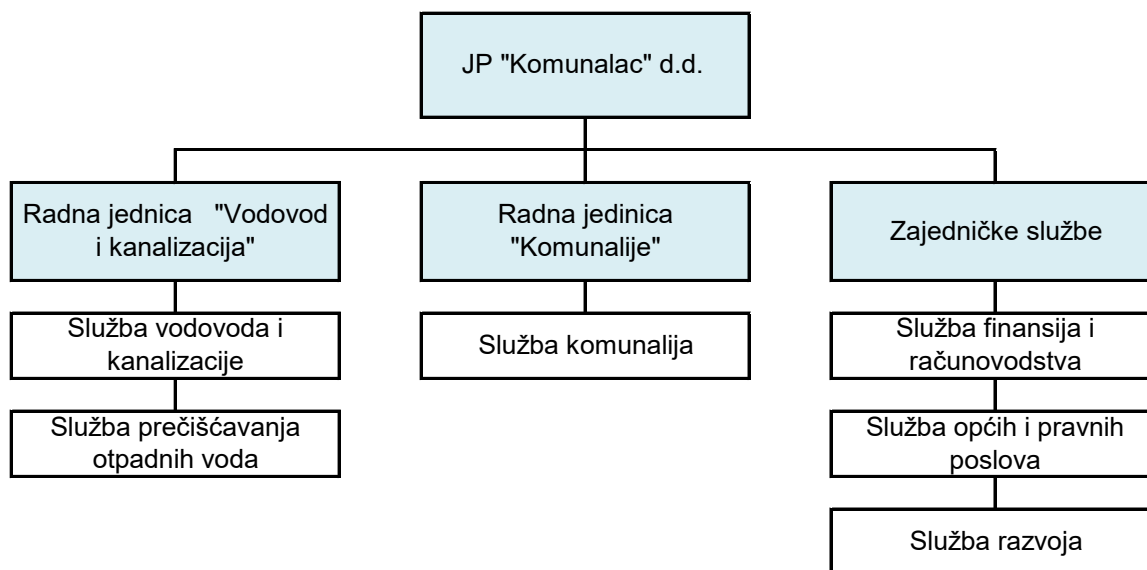 JP "Komunalac" d.d.
Radna jednica "Vodovod
i kanalizacija"
Radna jedinica
"Komunalije"
Zajedničke službe
Služba vodovoda i
kanalizacije
Služba komunalija
Služba finansija i
računovodstva
Služba prečišćavanja
otpadnih voda
Služba općih i pravnih
poslova
Služba razvoja